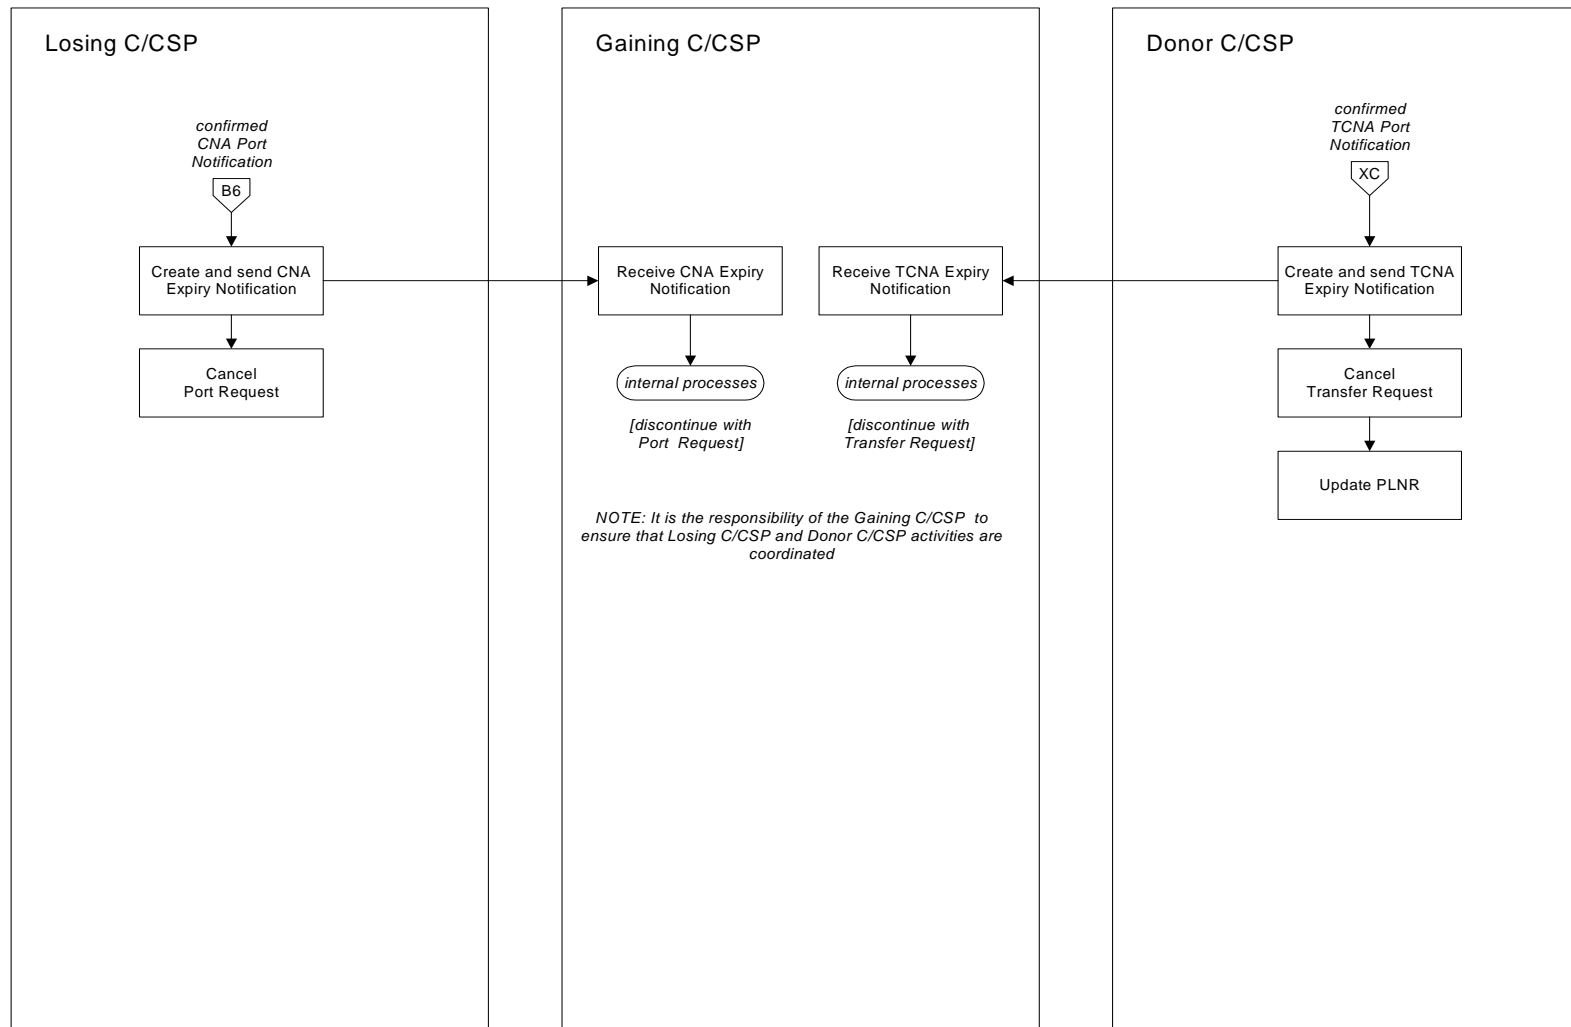 Losing C/CSP
confirmed
CNA Port
Notification
B6
Create and send CNA
Expiry Notification
Cancel
Port Request
Gaining C/CSP
Receive CNA Expiry
Notification
internal processes
[discontinue with
Port Request]
Receive TCNA Expiry
Notification
internal processes
[discontinue with
Transfer Request]
NOTE: It is the responsibility of the Gaining C/CSP to
ensure that Losing C/CSP and Donor C/CSP activities are
coordinated
Donor C/CSP
confirmed
TCNA Port
Notification
XC
Create and send TCNA
Expiry Notification
Cancel
Transfer Request
Update PLNR